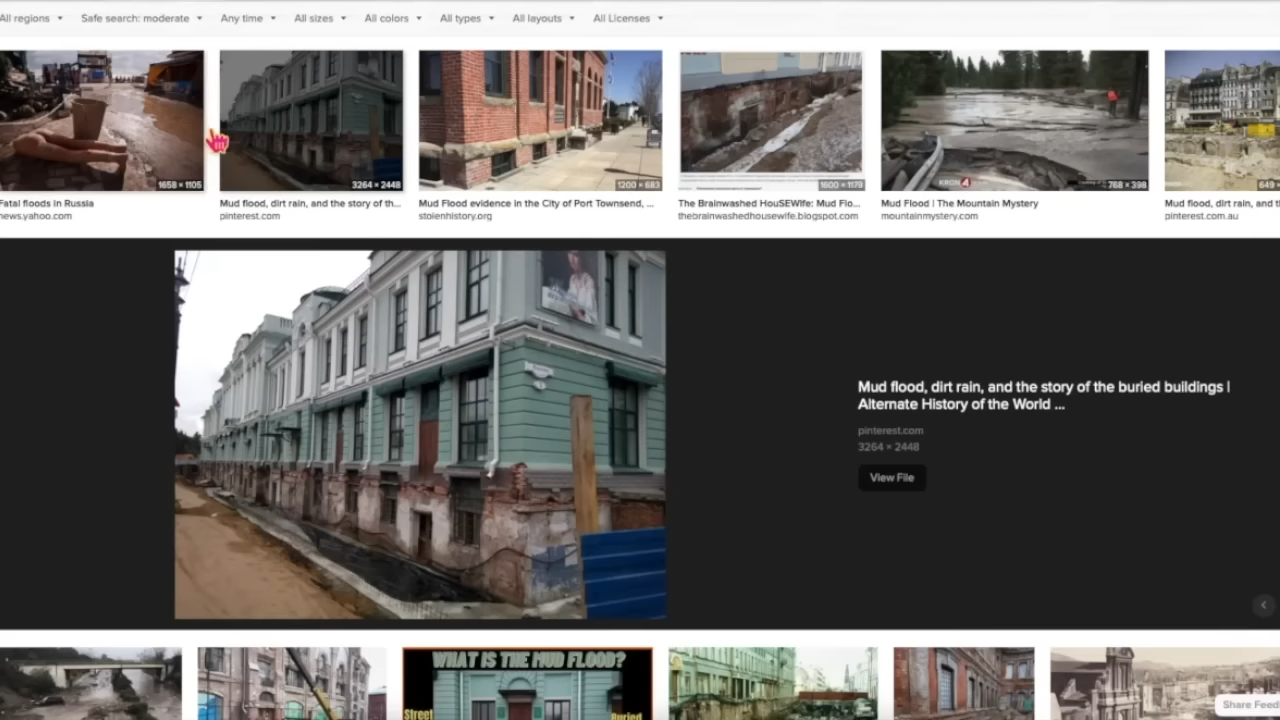 All regions
Safe search: moderate
Any time
All sizes
All colors
All types
All layouts
All Licenses
1658 × 1105
3264 × 2448
1200 × 683
1600 × 1179
KRON 4
768 × 398
649 ×
Fatal floods in Russia
news.yahoo.com
Mud flood, dirt rain, and the story of th...
pinterest.com
Mud Flood evidence in the City of Port Townsend, ...
stolenhistory.org
The Brainwashed HouSEWife: Mud Flo...
thebrainwashedhousewife.blogspot.com
Mud Flood | The Mountain Mystery
mountainmystery.com
Mud flood, dirt rain, and t
pinterest.com.au
Mud flood, dirt rain, and the story of the buried buildings |
Alternate History of the World ...
pinterest.com
3264 × 2448
View File
WHAT IS THE MUD FLOOD?
Street
Buried
Share Feed